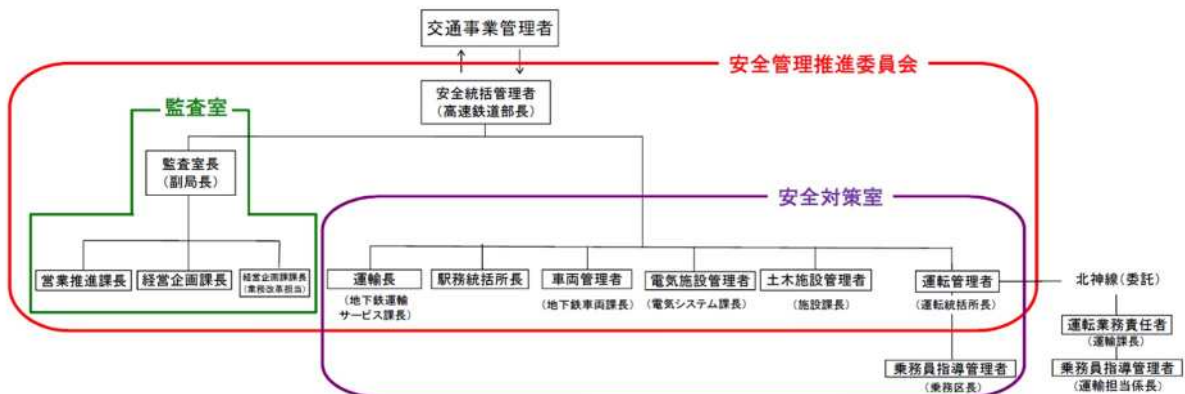 交通事業管理者
安全管理推進委員会
安全統括管理者
(高速鉄道部長)
監査室
監査室長
(副局長)
安全対策室
営業推進課長
経営企画課長
経営企画課課長
(業務改革担当)
運輸長
(地下鉄運輸
サービス課長)
駅務統括所長
車両管理者
(地下鉄車両課長)
電気施設管理者
(電気システム課長)
土木施設管理者
(施設課長)
運転管理者
(運転統括所長)
北神線(委託)
運転業務責任者
(運輸課長)
乗務員指導管理者
(乗務区長)
乗務員指導管理者
(運輸担当係長)